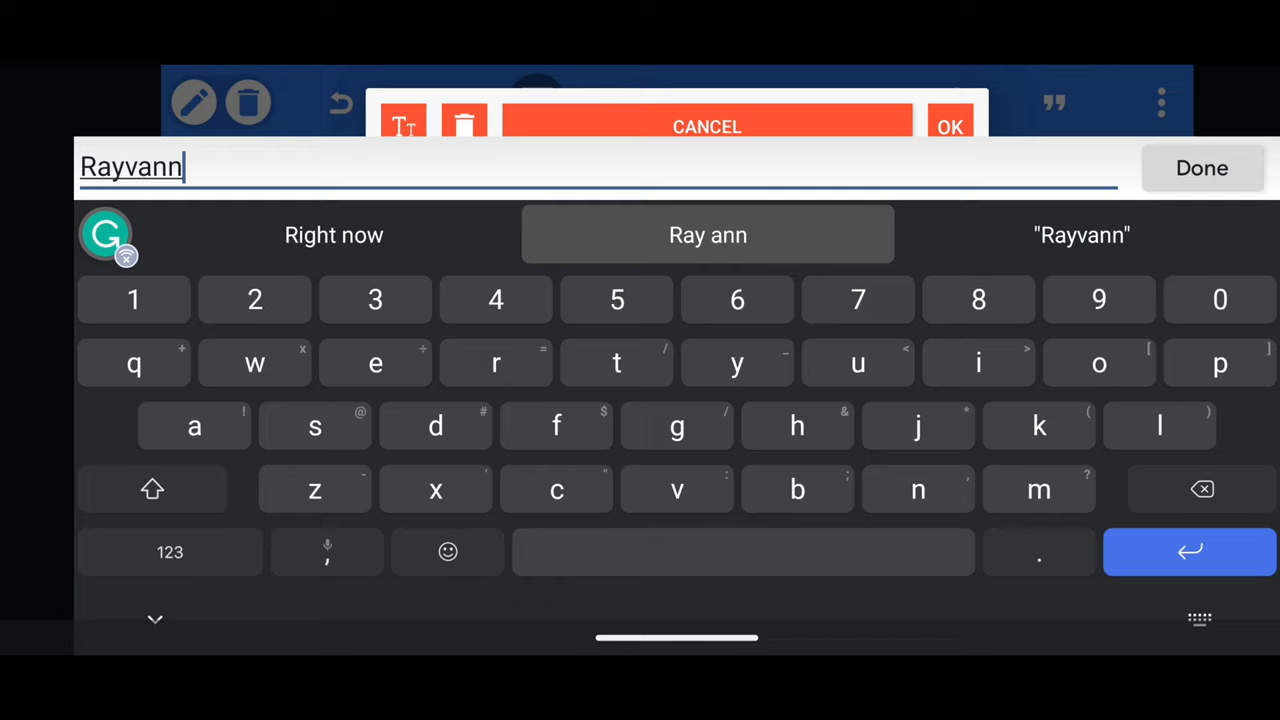 Tт
CANCEL
OK
Rayvann
Done
Right now
Ray ann
"Rayvann"
1 2 3 4 5 6 7 8 9 0
q + w x e ÷ r = t / y _ u < i > o [ p ]
a ! s @ d # f $ g / h & j * k ( l )
z - x ' c " v : b ; n , m ?
123 , .